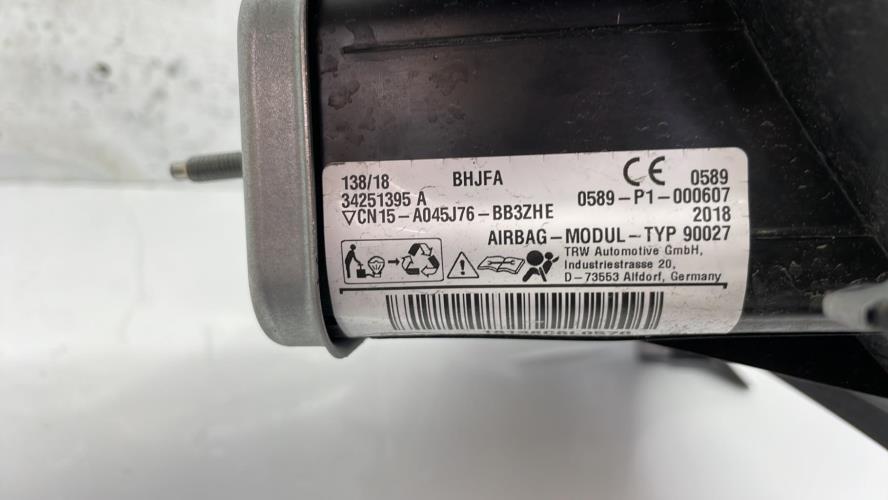 138/18 BHJFA CE 0589
34251395 A 0589-P1-000607
▽CN15-A045J76-BB3ZHE 2018
AIRBAG-MODUL-TYP 90027
TRW Automotive GmbH,
Industriestrasse 20,
D-73553 Alfdorf, Germany